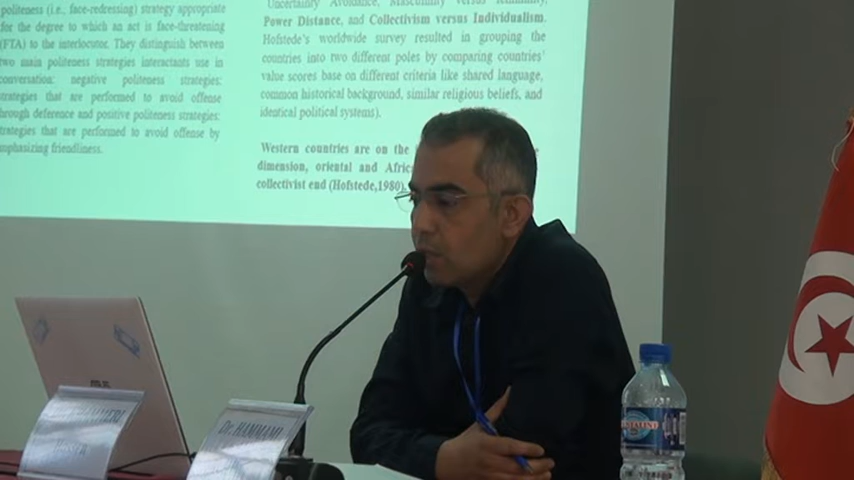 politeness (i.e., face-redressing) strategy appropriate
for the degree to which an act is face-threatening
(FTA) to the interlocutor. They distinguish between
two main politeness strategies interactants use in
conversation: negative politeness strategies:
strategies that are performed to avoid offense
through deference and positive politeness strategies:
strategies that are performed to avoid offense by
emphasizing friendliness.
Uncertainty Avoidance, Masculinity versus Femininity,
Power Distance, and Collectivism versus Individualism.
Hofstede's worldwide survey resulted in grouping the
countries into two different poles by comparing countries'
value scores base on different criteria like shared language,
common historical background, similar religious beliefs, and
identical political systems).
Western countries are on the
dimension, oriental and
collectivist end (Hofstede,1980)
Dr. HAMMAMI